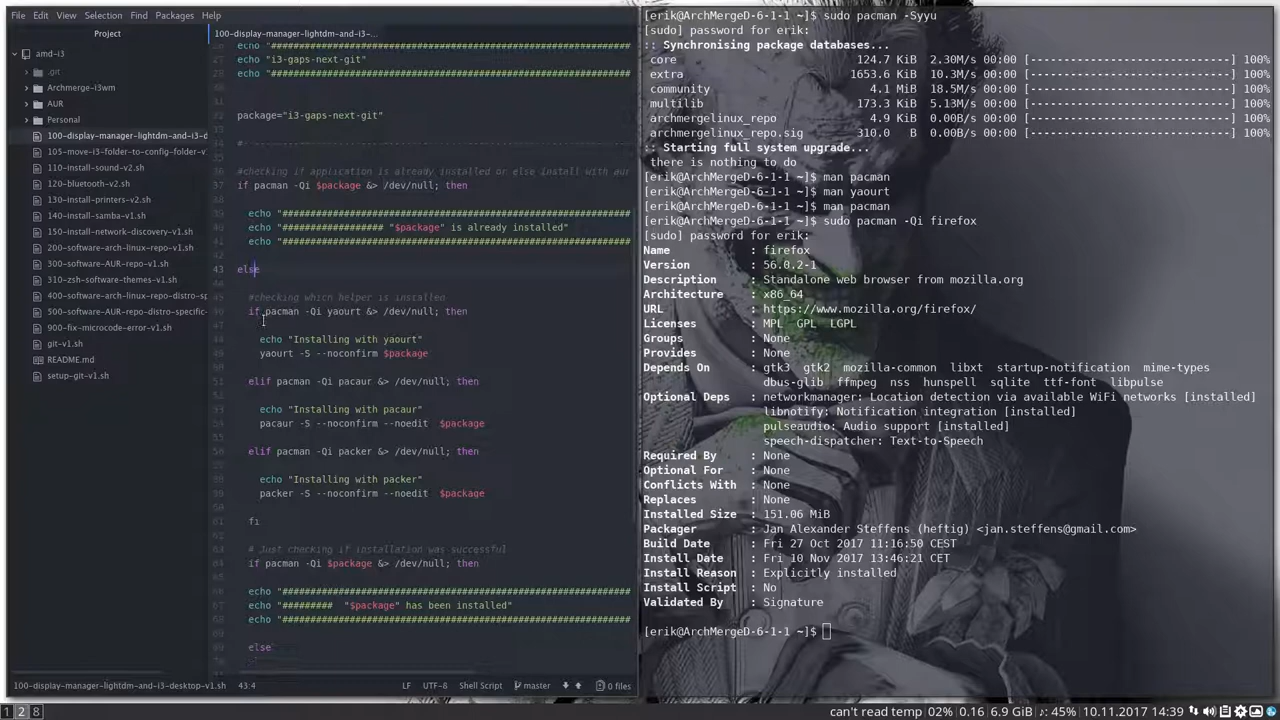 File Edit View Selection Find Packages Help
Project
amd-i3
.git
Archmerge-i3wm
AUR
Personal
100-display-manager-lightdm-and-i3-d
105-move-i3-folder-to-config-folder-v
110-install-sound-v2.sh
120-bluetooth-v2.sh
130-install-printers-v2.sh
140-install-samba-v1.sh
150-install-network-discovery-v1.sh
200-software-arch-linux-repo-v1.sh
300-software-AUR-repo-v1.sh
310-zsh-software-themes-v1.sh
400-software-arch-linux-repo-distro-sp
500-software-AUR-repo-distro-specific-
900-fix-microcode-error-v1.sh
git-v1.sh
README.md
setup-git-v1.sh
100-display-manager-lightdm-and-i3-...
echo "##############################################################
echo "i3-gaps-next-git"
echo "##############################################################
package="i3-gaps-next-git"
#checking if application is already installed or else install with aur
if pacman -Qi $package &> /dev/null; then
echo "##############################################################
echo "################## "$package" is already installed"
echo "##############################################################
43 else
#checking which helper is installed
if pacman -Qi yaourt &> /dev/null; then
echo "Installing with yaourt"
yaourt -S --noconfirm $package
elif pacman -Qi pacaur &> /dev/null; then
echo "Installing with pacaur"
pacaur -S --noconfirm --noedit $package
elif pacman -Qi packer &> /dev/null; then
echo "Installing with packer"
packer -S --noconfirm --noedit $package
fi
# Just checking if installation was successful
if pacman -Qi $package &> /dev/null; then
echo "##############################################################
echo "######### "$package" has been installed"
echo "##############################################################
else
100-display-manager-lightdm-and-i3-desktop-v1.sh 43:4 LF UTF-8 Shell Script master 0 files
[erik@ArchMergeD-6-1-1 ~]$ sudo pacman -Syyu
[sudo] password for erik:
:: Synchronising package databases...
core 124.7 KiB 2.30M/s 00:00 [------------------------------] 100%
extra 1653.6 KiB 10.3M/s 00:00 [------------------------------] 100%
community 4.1 MiB 18.5M/s 00:00 [------------------------------] 100%
multilib 173.3 KiB 5.13M/s 00:00 [------------------------------] 100%
archmergelinux_repo 4.9 KiB 0.00B/s 00:00 [------------------------------] 100%
archmergelinux_repo.sig 310.0 B 0.00B/s 00:00 [------------------------------] 100%
:: Starting full system upgrade...
there is nothing to do
[erik@ArchMergeD-6-1-1 ~]$ man pacman
[erik@ArchMergeD-6-1-1 ~]$ man yaourt
[erik@ArchMergeD-6-1-1 ~]$ man pacman
[erik@ArchMergeD-6-1-1 ~]$ sudo pacman -Qi firefox
[sudo] password for erik:
Name : firefox
Version : 56.0.2-1
Description : Standalone web browser from mozilla.org
Architecture : x86_64
URL : https://www.mozilla.org/firefox/
Licenses : MPL GPL LGPL
Groups : None
Provides : None
Depends On : gtk3 gtk2 mozilla-common libxt startup-notification mime-types
dbus-glib ffmpeg nss hunspell sqlite ttf-font libpulse
Optional Deps : networkmanager: Location detection via available WiFi networks [installed]
libnotify: Notification integration [installed]
pulseaudio: Audio support [installed]
speech-dispatcher: Text-to-Speech
Required By : None
Optional For : None
Conflicts With : None
Replaces : None
Installed Size : 151.06 MiB
Packager : Jan Alexander Steffens (heftig) <jan.steffens@gmail.com>
Build Date : Fri 27 Oct 2017 11:16:50 CEST
Install Date : Fri 10 Nov 2017 13:46:21 CET
Install Reason : Explicitly installed
Install Script : No
Validated By : Signature
[erik@ArchMergeD-6-1-1 ~]$
1 2 8 can't read temp 02% 0.16 6.9 GiB ♪: 45% 10.11.2017 14:39